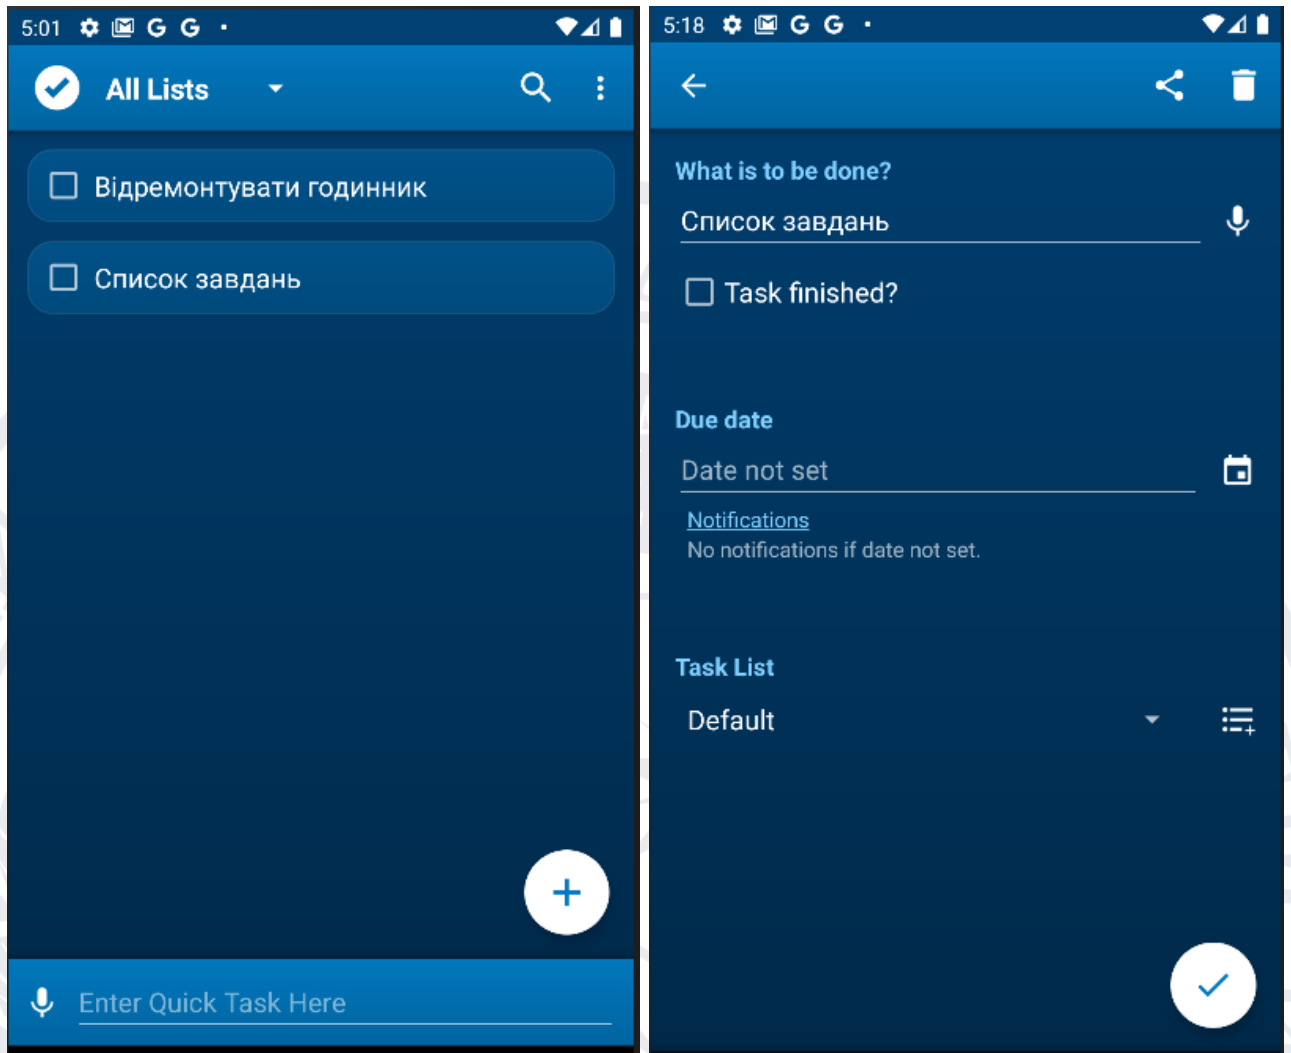 5:01
All Lists
Відремонтувати годинник
Список завдань
Enter Quick Task Here
5:18
What is to be done?
Список завдань
Task finished?
Due date
Date not set
Notifications
No notifications if date not set.
Task List
Default